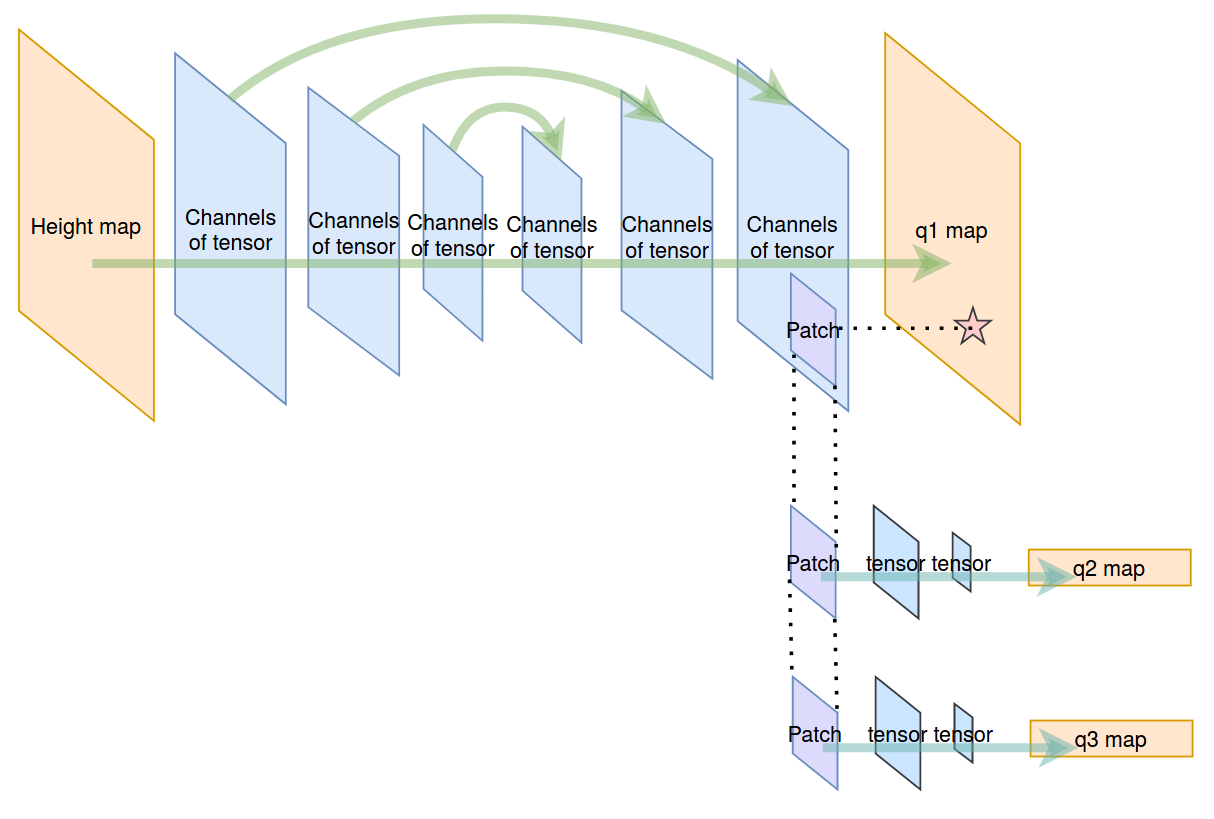 Height map
Channels
of tensor
Channels
of tensor
Channels
of tensor
Channels
of tensor
Channels
of tensor
Channels
of tensor
q1 map
Patch
Patch
tensor
tensor
q2 map
Patch
tensor
tensor
q3 map